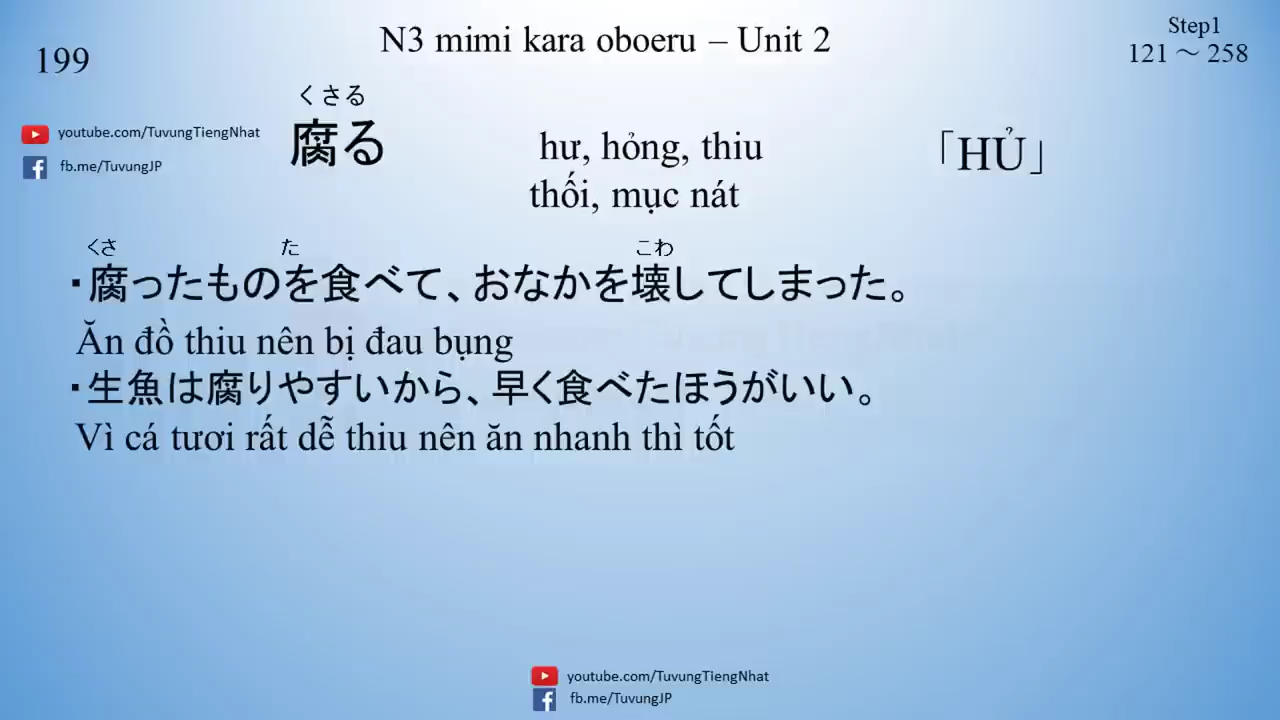 N3 mimi kara oboeru – Unit 2
Step1
121 ～ 258
199
youtube.com/TuvungTiengNhat
fb.me/TuvungJP
くさる
腐る
hư, hỏng, thiu
thối, mục nát
「HỦ」
くさ た こわ
・腐ったものを食べて、おなかを壊してしまった。
Ăn đồ thiu nên bị đau bụng
・生魚は腐りやすいから、早く食べたほうがいい。
Vì cá tươi rất dễ thiu nên ăn nhanh thì tốt
youtube.com/TuvungTiengNhat
fb.me/TuvungJP